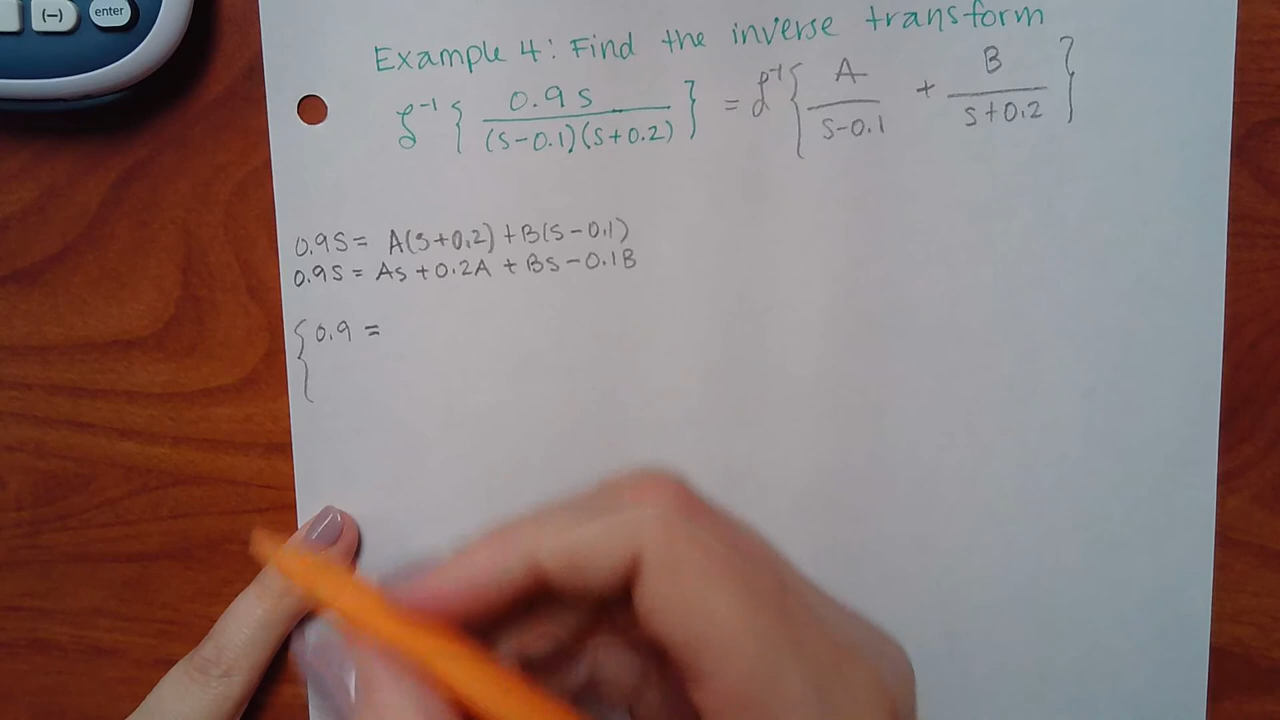 (−) enter
Example 4: Find the inverse transform
ℒ⁻¹ { 0.9s / (s−0.1)(s+0.2) } = ℒ⁻¹ { A / s−0.1 + B / s+0.2 }
0.9s = A(s+0.2) + B(s−0.1)
0.9s = As + 0.2A + Bs − 0.1B
{ 0.9 =